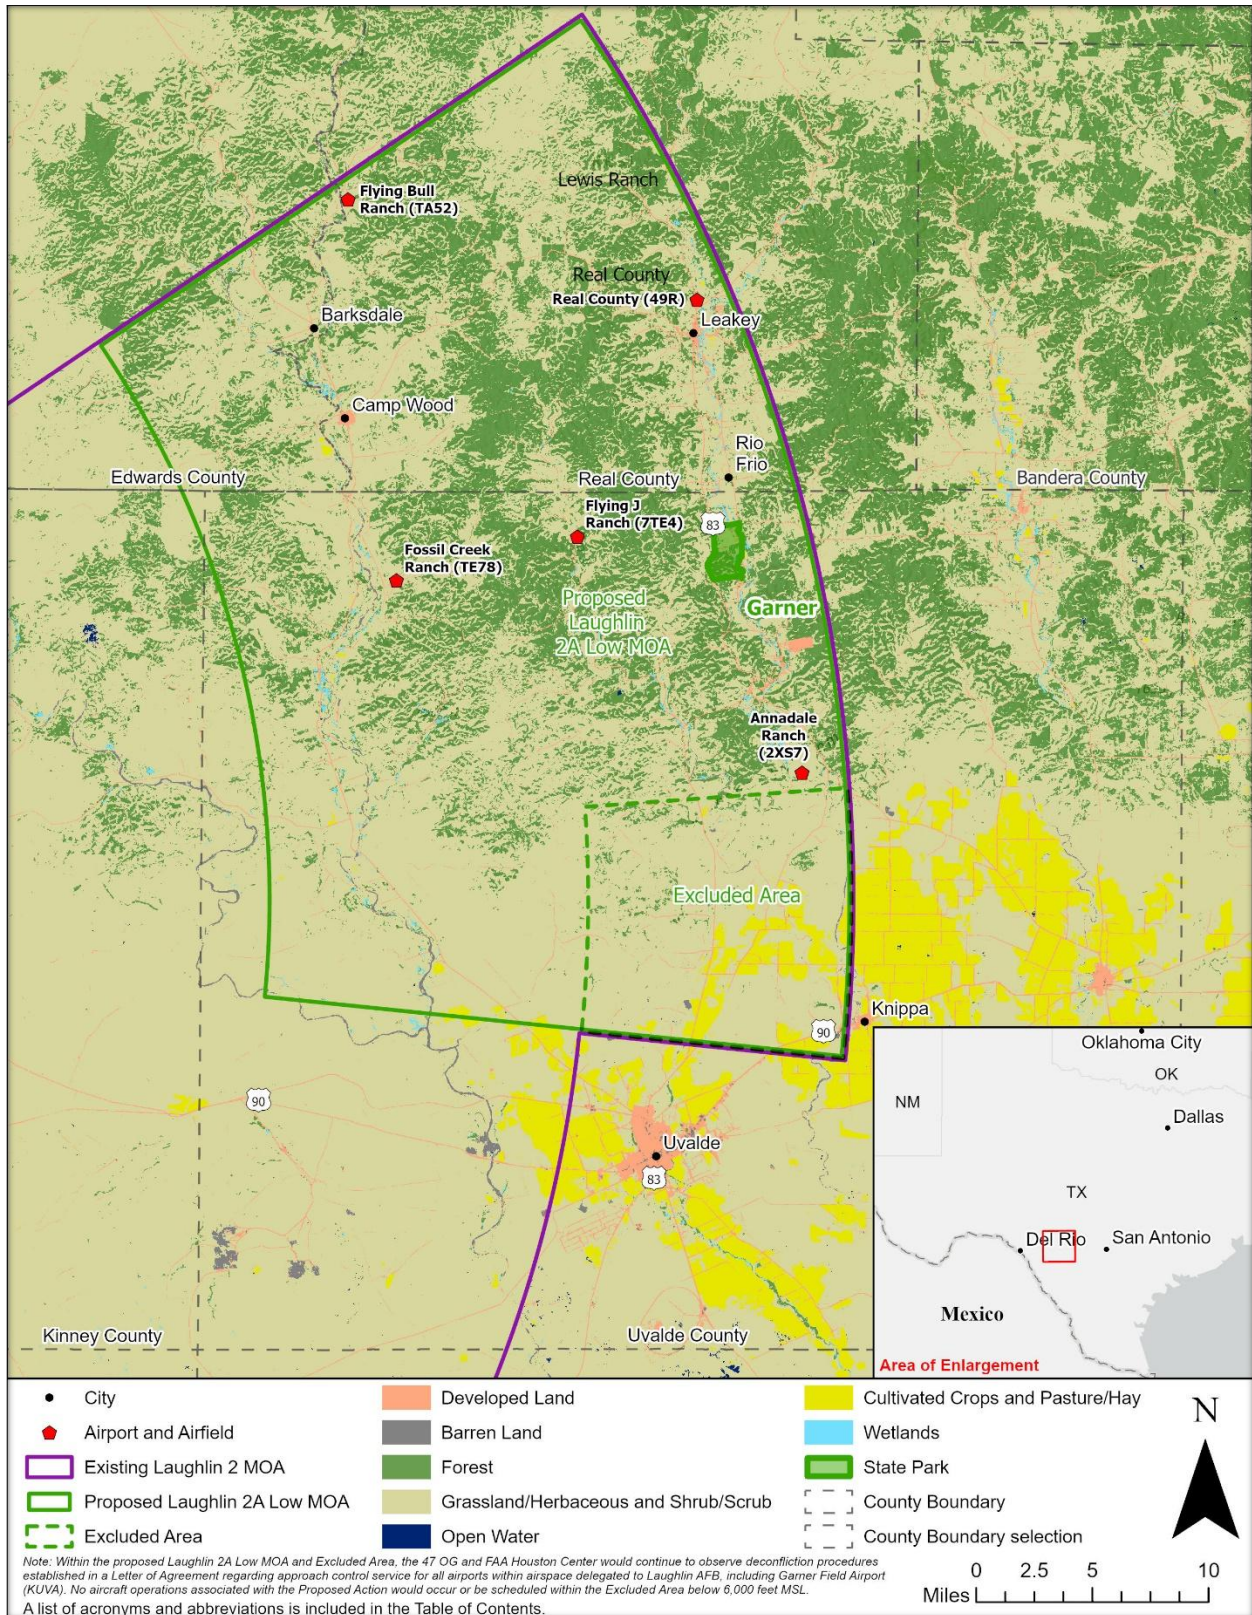 Lewis Ranch
Flying Bull
Ranch (TA52)
Real County
Real County (49R)
Barksdale
Leakey
Camp Wood
Rio
Frio
Edwards County
Real County
Bandera County
Flying J
Ranch (7TE4)
83
Fossil Creek
Ranch (TE78)
Proposed
Laughlin
2A Low MOA
Garner
Annadale
Ranch
(2XS7)
Excluded Area
Knippa
90
90
Uvalde
83
Kinney County
Uvalde County
Oklahoma City
OK
NM
Dallas
TX
Del Rio
San Antonio
Mexico
Area of Enlargement
City
Airport and Airfield
Existing Laughlin 2 MOA
Proposed Laughlin 2A Low MOA
Excluded Area
Developed Land
Barren Land
Forest
Grassland/Herbaceous and Shrub/Scrub
Open Water
Cultivated Crops and Pasture/Hay
Wetlands
State Park
County Boundary
County Boundary selection
N
0 2.5 5 10
Miles
Note: Within the proposed Laughlin 2A Low MOA and Excluded Area, the 47 OG and FAA Houston Center would continue to observe deconfliction procedures
established in a Letter of Agreement regarding approach control service for all airports within airspace delegated to Laughlin AFB, including Garner Field Airport
(KUVA). No aircraft operations associated with the Proposed Action would occur or be scheduled within the Excluded Area below 6,000 feet MSL.
A list of acronyms and abbreviations is included in the Table of Contents.